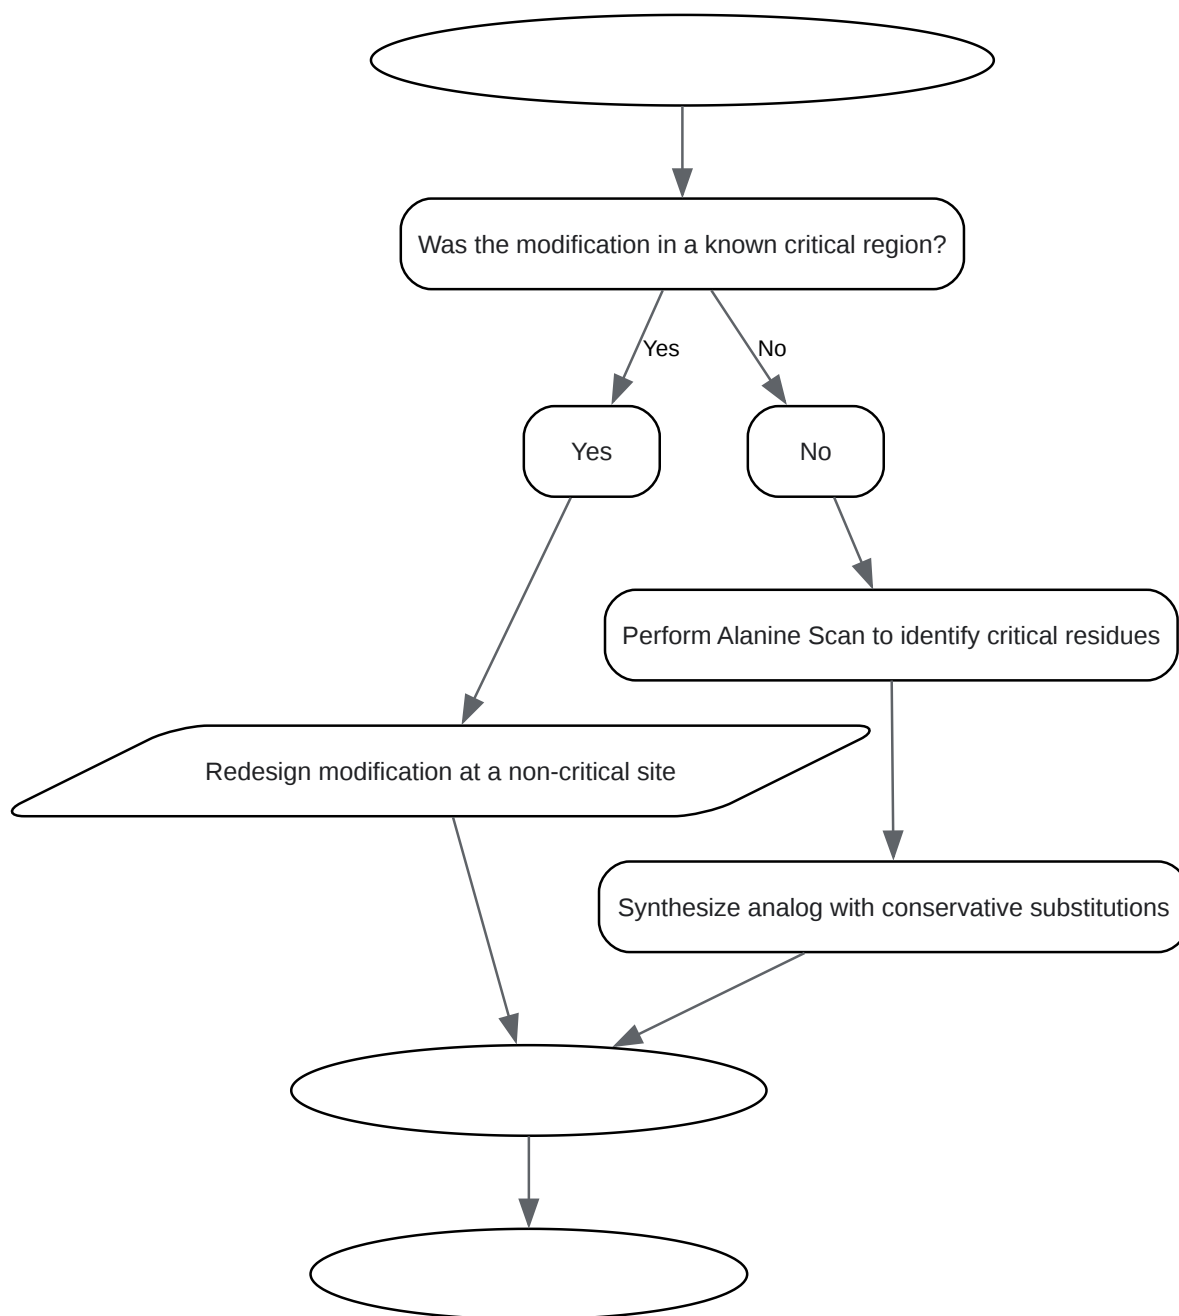 Was the modification in a known critical region?
Yes
No
Yes
No
Perform Alanine Scan to identify critical residues
Redesign modification at a non-critical site
Synthesize analog with conservative substitutions